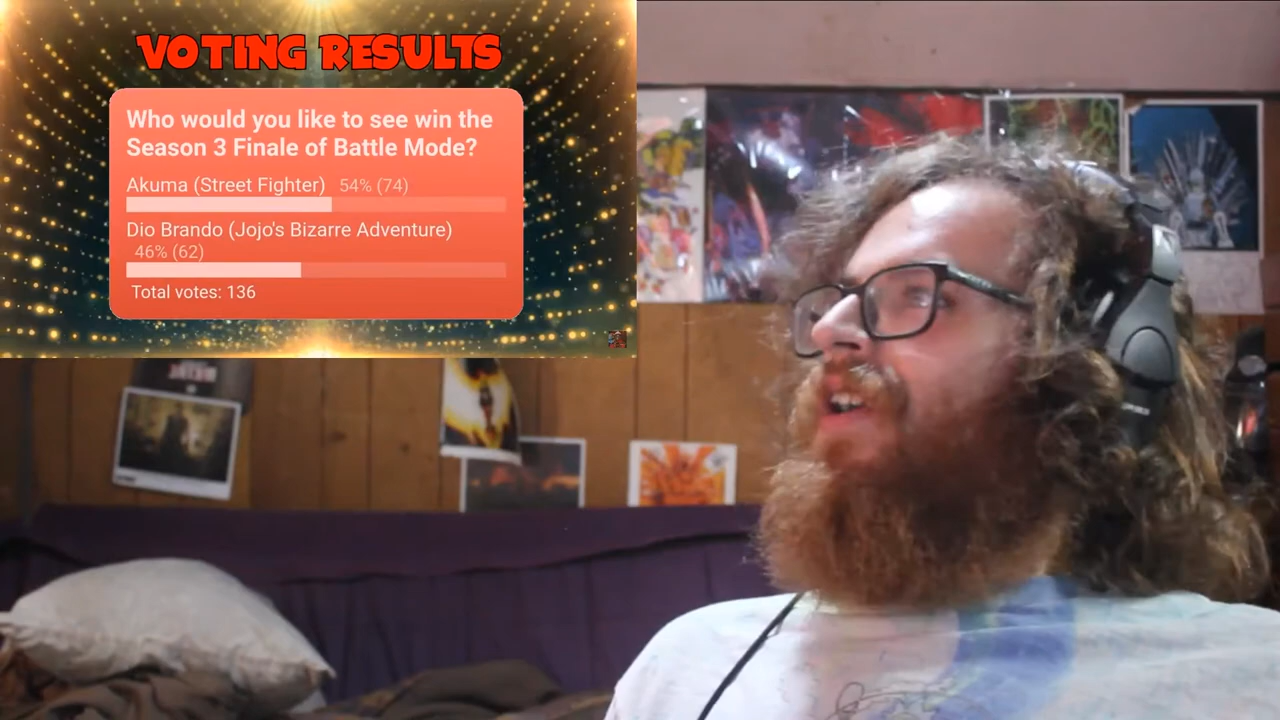 VOTING RESULTS
Who would you like to see win the
Season 3 Finale of Battle Mode?
Akuma (Street Fighter) 54% (74)
Dio Brando (Jojo's Bizarre Adventure)
46% (62)
Total votes: 136